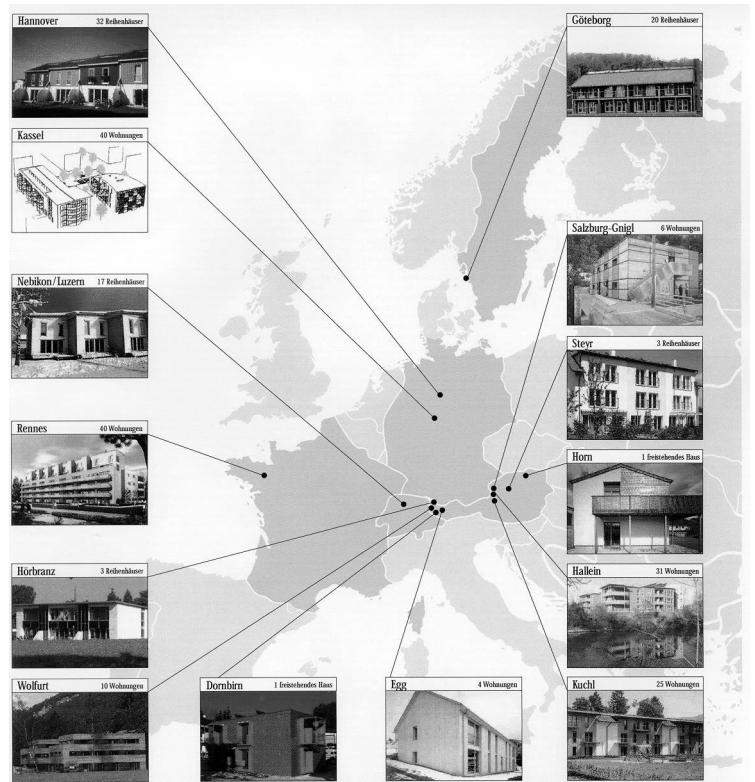 Hannover 32 Reihenhäuser
Göteborg 20 Reihenhäuser
Kassel 40 Wohnungen
Salzburg-Gnigl 6 Wohnungen
Nebikon/Luzern 17 Reihenhäuser
Steyr 3 Reihenhäuser
Rennes 40 Wohnungen
Horn 1 freistehendes Haus
Hörbranz 3 Reihenhäuser
Hallein 31 Wohnungen
Wolfurt 10 Wohnungen
Dornbirn 1 freistehendes Haus
Egg 4 Wohnungen
Kuchl 25 Wohnungen